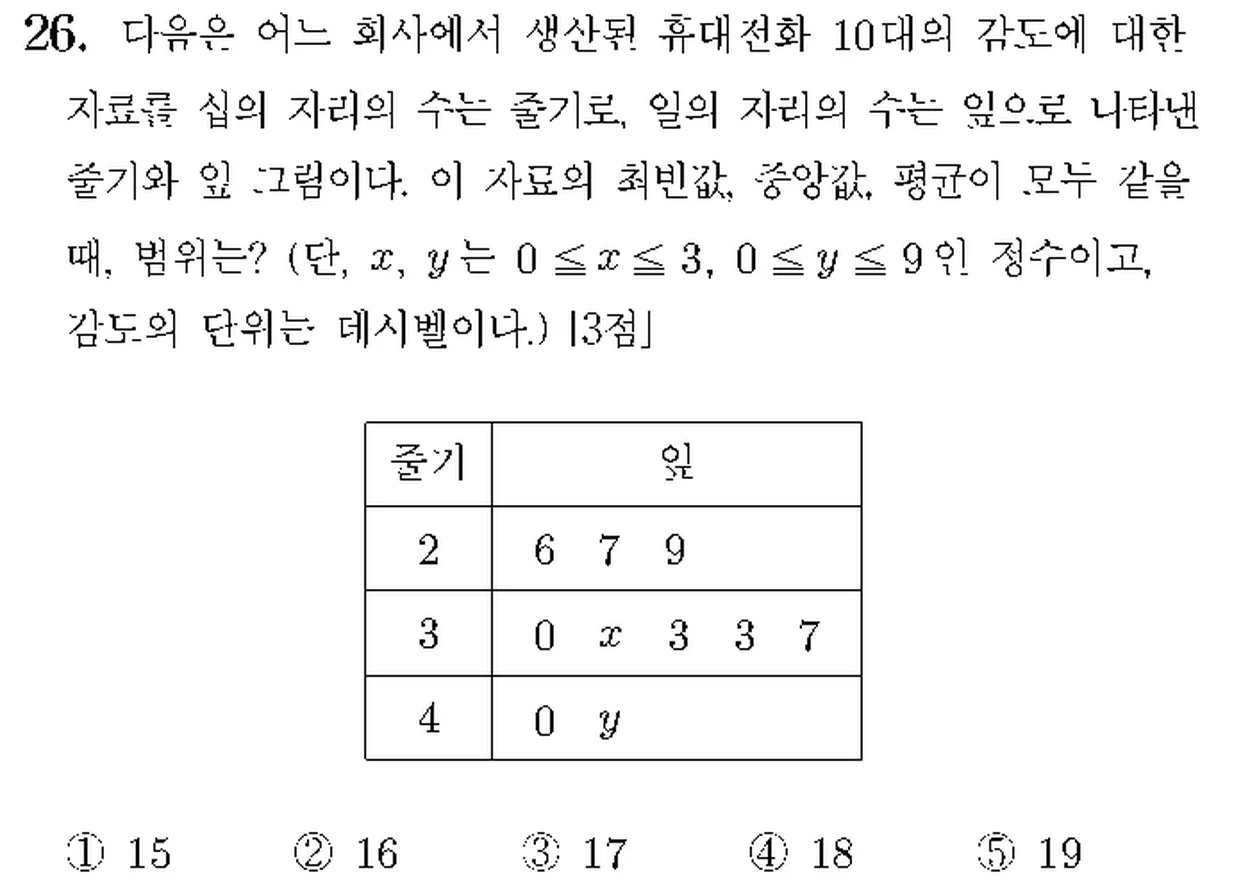 26. 다음은 어느 회사에서 생산된 휴대전화 10대의 감도에 대한
자료를 십의 자리의 수는 줄기로, 일의 자리의 수는 잎으로 나타낸
줄기와 잎 그림이다. 이 자료의 최빈값, 중앙값, 평균이 모두 같을
때, 범위는? (단, x, y는 0 ≦ x ≦ 3, 0 ≦ y ≦ 9인 정수이고,
감도의 단위는 데시벨이다.) [3점]
줄기 잎
2 6 7 9
3 0 x 3 3 7
4 0 y
① 15 ② 16 ③ 17 ④ 18 ⑤ 19